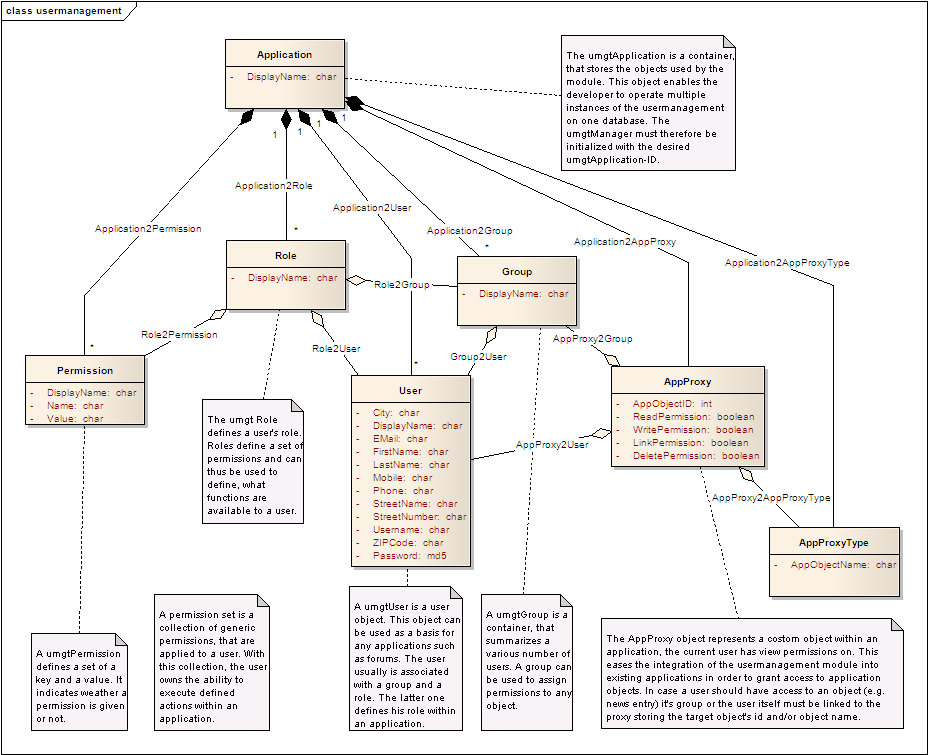 class usermanagement
Application
- DisplayName: char
The umgtApplication is a container,
that stores the objects used by the
module. This object enables the
developer to operate multiple
instances of the usermanagement
on one database. The
umgtManager must therefore be
initialized with the desired
umgtApplication-ID.
1
1
1
1
Application2Role
Application2User
Application2Permission
Application2Group
Application2AppProxy
Application2AppProxyType
*
*
Role
- DisplayName: char
Role2Group
Group
- DisplayName: char
Role2Permission
Role2User
Group2User
AppProxy2Group
*
*
Permission
- DisplayName: char
- Name: char
- Value: char
User
- City: char
- DisplayName: char
- EMail: char
- FirstName: char
- LastName: char
- Mobile: char
- Phone: char
- StreetName: char
- StreetNumber: char
- Username: char
- ZIPCode: char
- Password: md5
AppProxy
- AppObjectID: int
- ReadPermission: boolean
- WritePermission: boolean
- LinkPermission: boolean
- DeletePermission: boolean
AppProxy2User
AppProxy2AppProxyType
The umgt Role
defines a user's role.
Roles define a set of
permissions and can
thus be used to
define, what
functions are
available to a user.
AppProxyType
- AppObjectName: char
A umgtPermission
defines a set of a
key and a value. It
indicates weather a
permission is given
or not.
A permission set is a
collection of generic
permissions, that are
applied to a user. With
this collection, the user
owns the ability to
execute defined
actions within an
application.
A umgtUser is a user
object. This object can
be used as a basis for
any applications such
as forums. The user
usually is associated
with a group and a
role. The latter one
defines his role within
an application.
A umgtGroup is a
container, that
summarizes a
various number of
users. A group can
be used to assign
permissions to any
object.
The AppProxy object represents a costom object within an
application, the current user has view permissions on. This
eases the integration of the usermanagement module into
existing applications in order to grant access to application
objects. In case a user should have access to an object (e.g.
news entry) it's group or the user itself must be linked to the
proxy storing the target object's id and/or object name.